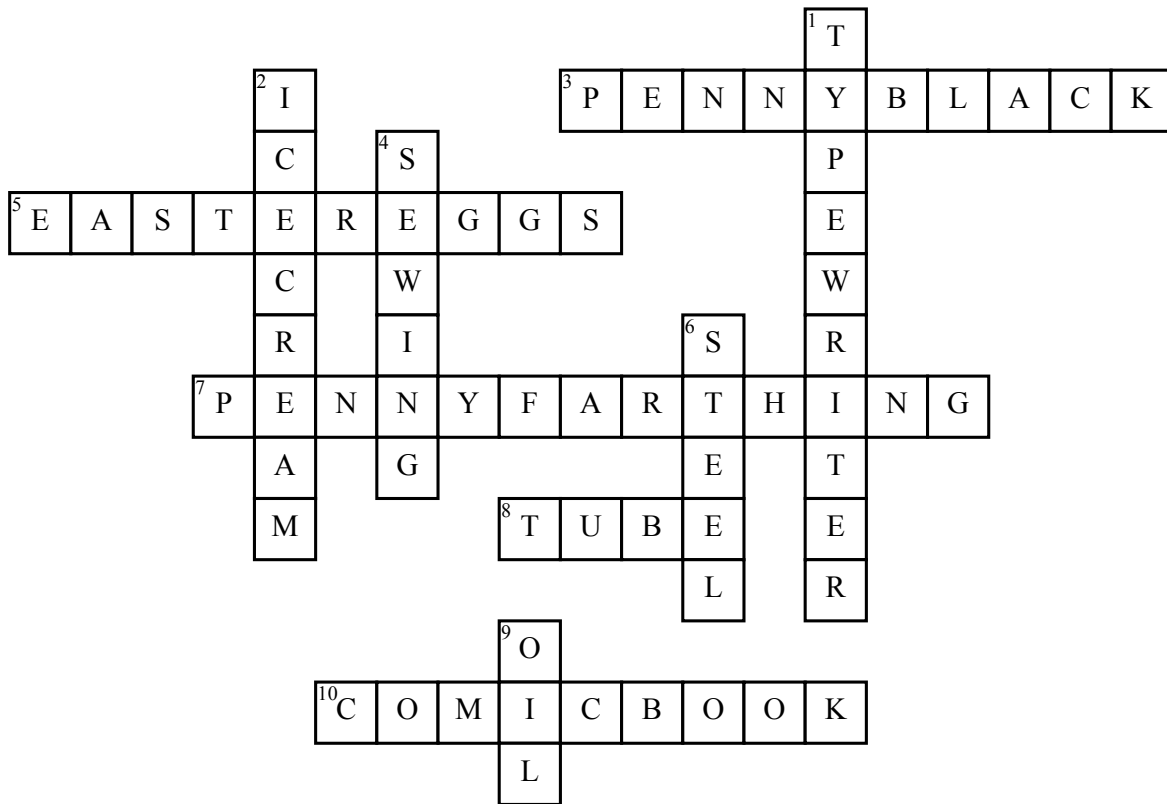 1 T
2 I 3 P E N N Y B L A C K
C 4 S P
5 E A S T E R E G G S E
C W W
R I 6 S R
7 P E N N Y F A R T H I N G
A G E T
M 8 T U B E E
L R
9 O
10 C O M I C B O O K
L